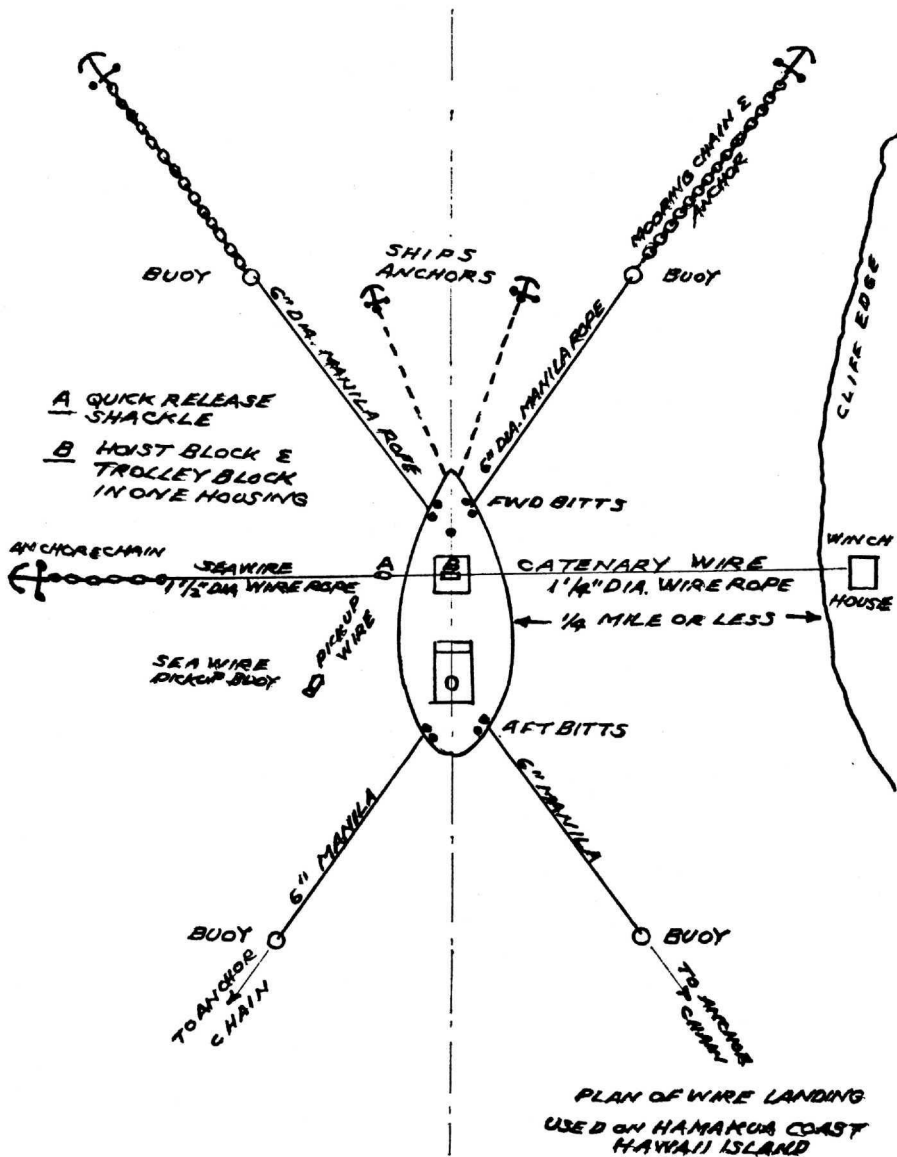 MOORING CHAIN &
ANCHOR
SHIPS
ANCHORS
BUOY
BUOY
6" DIA. MANILA ROPE
6" DIA. MANILA ROPE
CLIFF EDGE
A QUICK RELEASE
SHACKLE
B HOIST BLOCK &
TROLLEY BLOCK
IN ONE HOUSING
FWD BITTS
ANCHOR & CHAIN
SEAWIRE
1 1/2" DIA WIRE ROPE
A
B
CATENARY WIRE
1 1/4" DIA. WIRE ROPE
WINCH
HOUSE
1/4 MILE OR LESS
PICKUP
WIRE
SEA WIRE
PICKUP BUOY
AFT BITTS
6" MANILA
6" MANILA
BUOY
BUOY
TO ANCHOR
CHAIN
TO ANCHOR
& CHAIN
PLAN OF WIRE LANDING
USED ON HAMAKUA COAST
HAWAII ISLAND